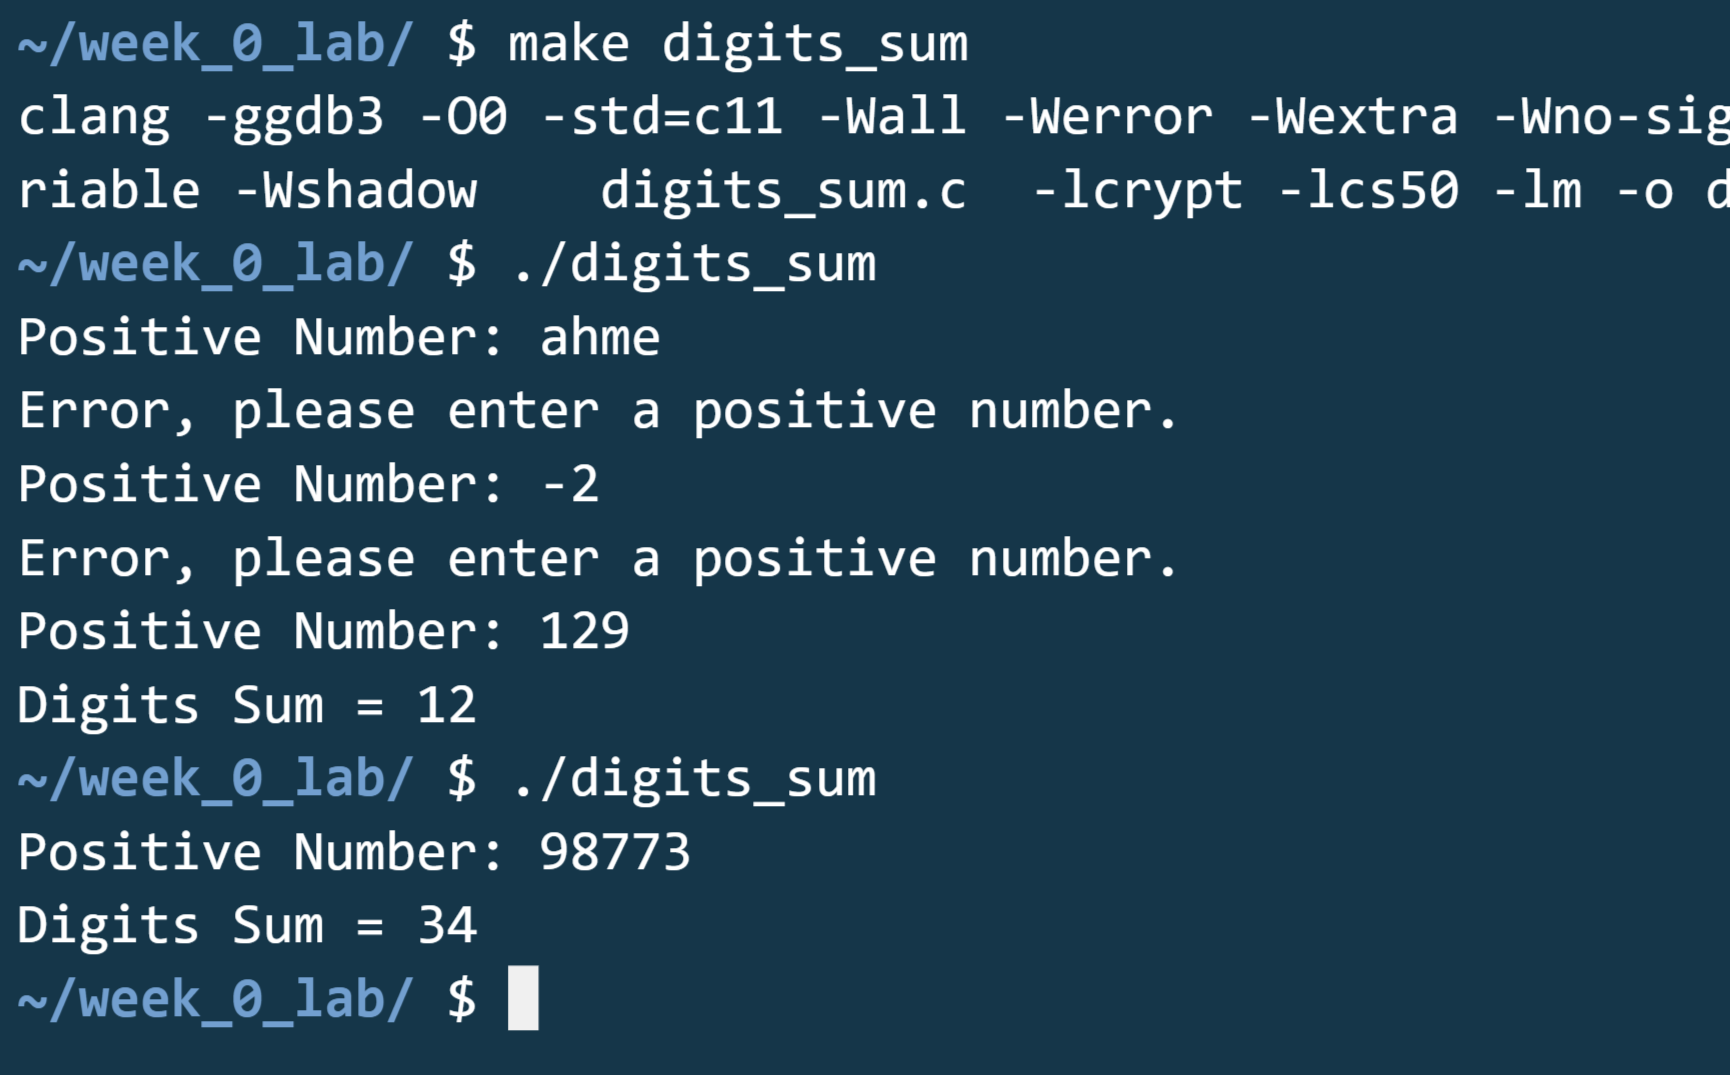 ~/week_0_lab/ $ make digits_sum
clang -ggdb3 -O0 -std=c11 -Wall -Werror -Wextra -Wno-sig
riable -Wshadow    digits_sum.c  -lcrypt -lcs50 -lm -o d
~/week_0_lab/ $ ./digits_sum
Positive Number: ahme
Error, please enter a positive number.
Positive Number: -2
Error, please enter a positive number.
Positive Number: 129
Digits Sum = 12
~/week_0_lab/ $ ./digits_sum
Positive Number: 98773
Digits Sum = 34
~/week_0_lab/ $